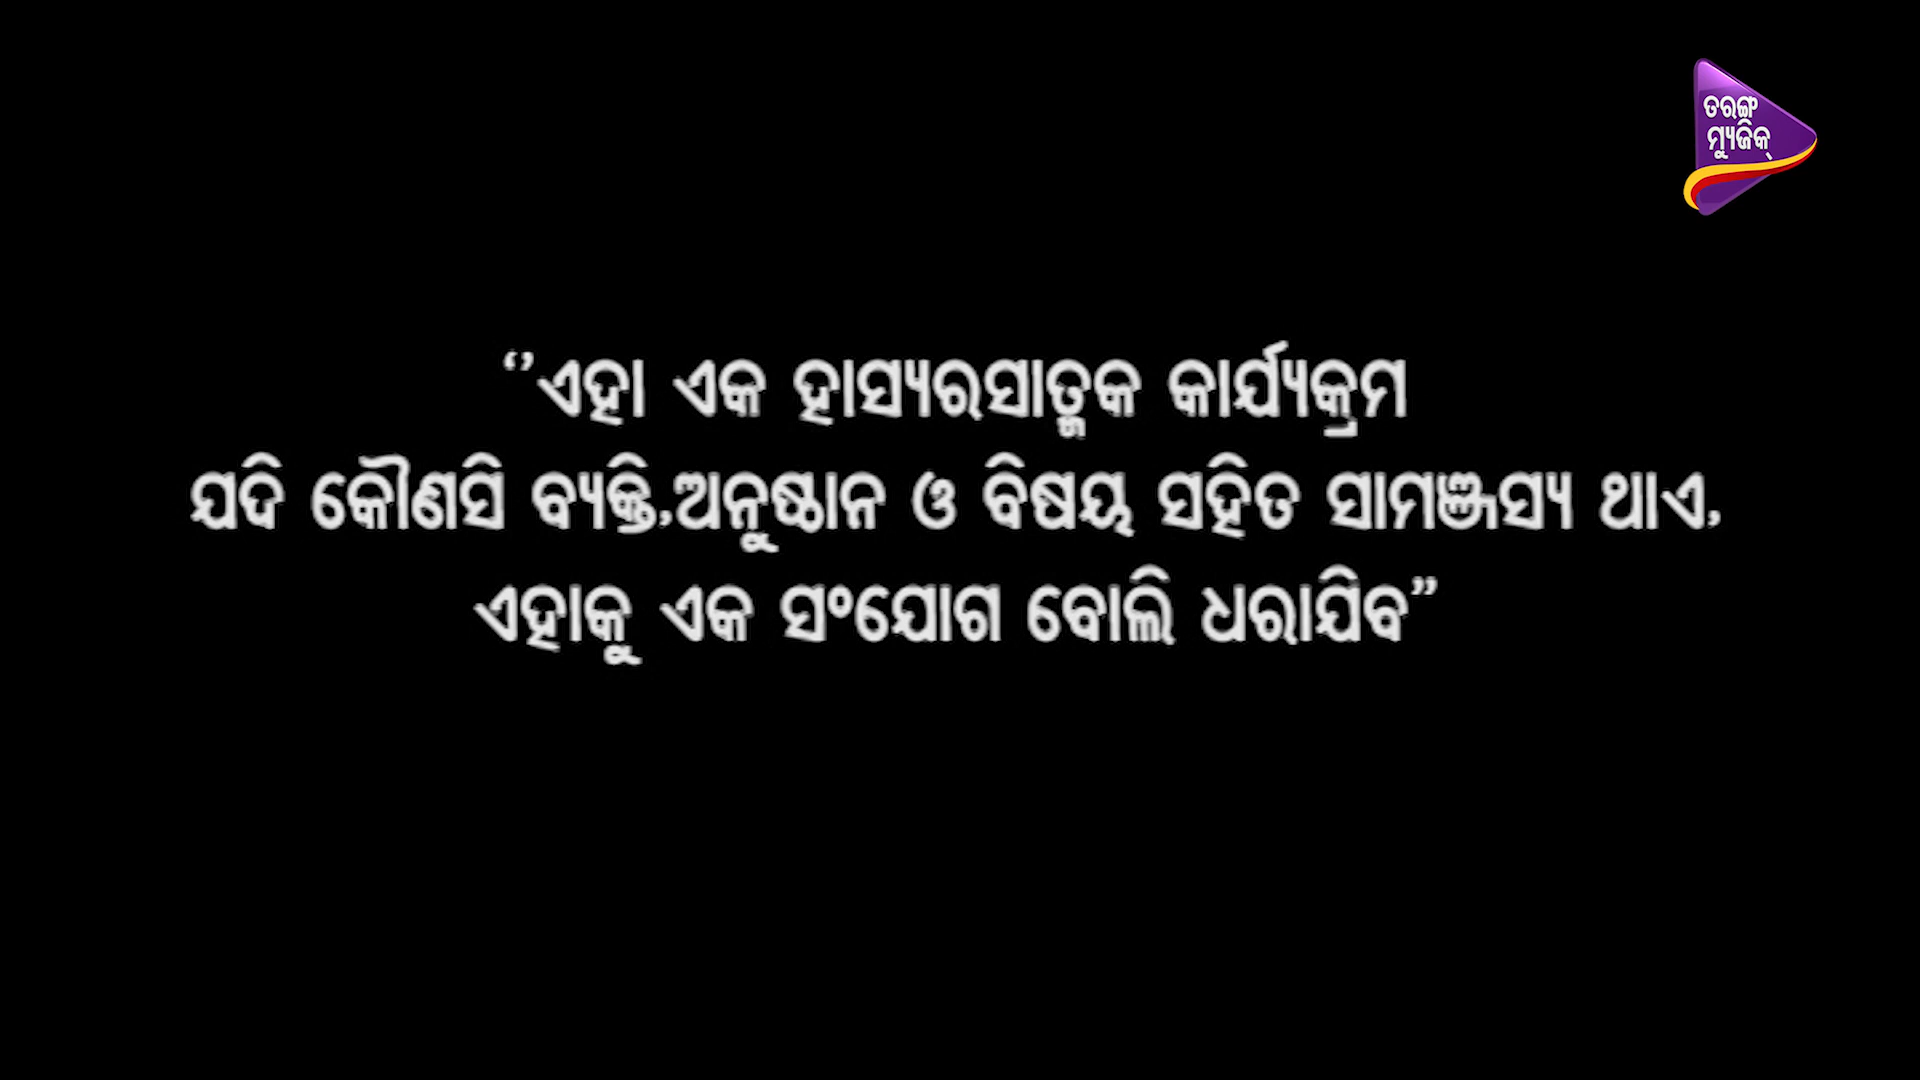 ତରଙ୍ଗ
ମ୍ୟୁଜିକ୍
‘’ଏହା ଏକ ହାସ୍ୟରସାତ୍ମକ କାର୍ଯ୍ୟକ୍ରମ
ଯଦି କୌଣସି ବ୍ୟକ୍ତି,ଅନୁଷ୍ଠାନ ଓ ବିଷୟ ସହିତ ସାମଞ୍ଜସ୍ୟ ଥାଏ,
ଏହାକୁ ଏକ ସଂଯୋଗ ବୋଲି ଧରାଯିବ”